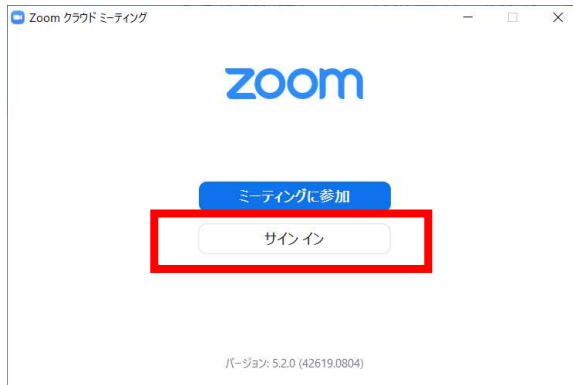 Zoom クラウド ミーティング
zoom
ミーティングに参加
サイン イン
バージョン: 5.2.0 (42619.0804)